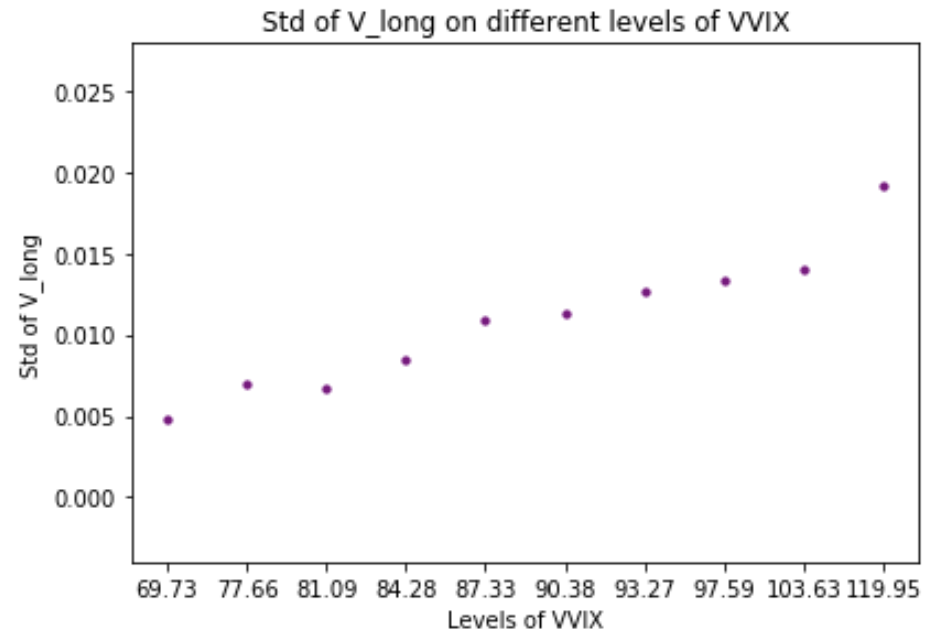 Std of V_long on different levels of VVIX
0.025
0.020
0.015
0.010
0.005
0.000
Std of V_long
69.73 77.66 81.09 84.28 87.33 90.38 93.27 97.59 103.63 119.95
Levels of VVIX